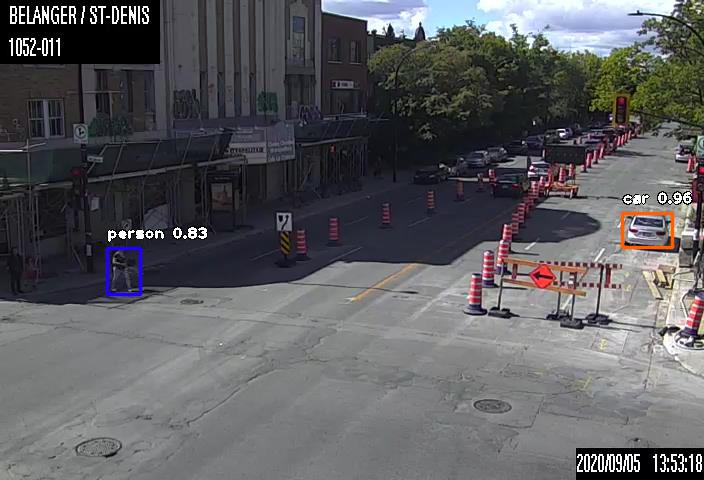 BELANGER / ST-DENIS
1052-011
person 0.83
car 0.96
2020/09/05 13:53:18